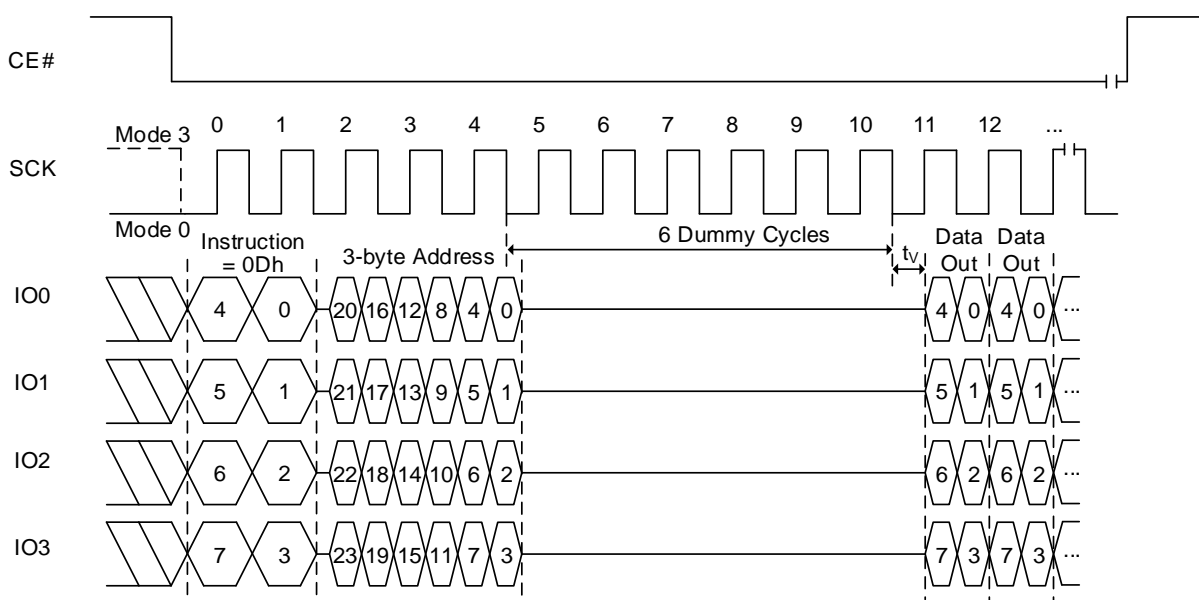 CE#
Mode 3
0 1 2 3 4 5 6 7 8 9 10 11 12 ...
SCK
Mode 0
Instruction
= 0Dh
3-byte Address
6 Dummy Cycles
tV
Data
Out
Data
Out
IO0
4 0 20 16 12 8 4 0 4 0 4 0 ...
IO1
5 1 21 17 13 9 5 1 5 1 5 1 ...
IO2
6 2 22 18 14 10 6 2 6 2 6 2 ...
IO3
7 3 23 19 15 11 7 3 7 3 7 3 ...